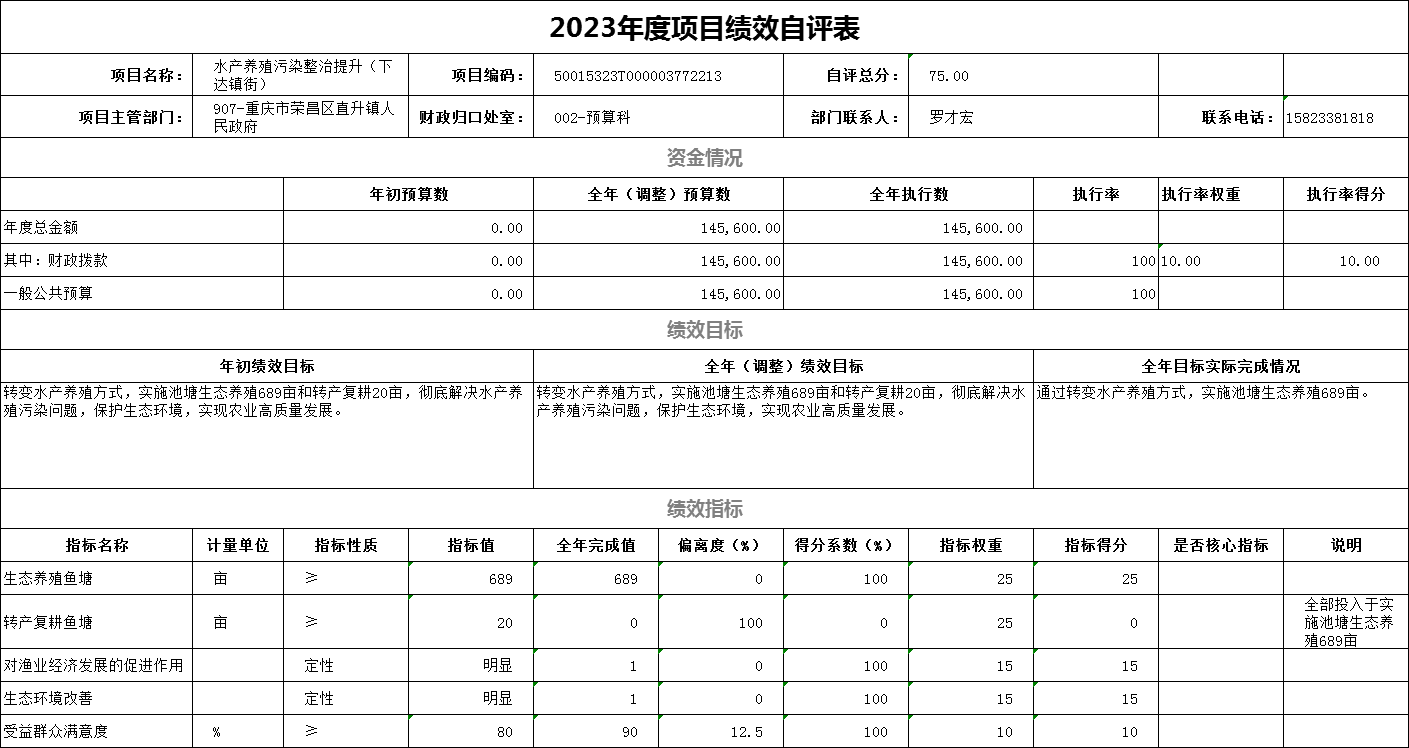 2023年度项目绩效自评表
项目名称： 水产养殖污染整治提升（下达镇街） 项目编码： 50015323T000003772213 自评总分： 75.00
项目主管部门： 907-重庆市荣昌区直升镇人民政府 财政归口处室： 002-预算科 部门联系人： 罗才宏 联系电话： 15823381818
资金情况
年初预算数 全年（调整）预算数 全年执行数 执行率 执行率权重 执行率得分
年度总金额 0.00 145,600.00 145,600.00
其中：财政拨款 0.00 145,600.00 145,600.00 100 10.00 10.00
一般公共预算 0.00 145,600.00 145,600.00 100
绩效目标
年初绩效目标 全年（调整）绩效目标 全年目标实际完成情况
转变水产养殖方式，实施池塘生态养殖689亩和转产复耕20亩，彻底解决水产养
殖污染问题，保护生态环境，实现农业高质量发展。
转变水产养殖方式，实施池塘生态养殖689亩和转产复耕20亩，彻底解决水
产养殖污染问题，保护生态环境，实现农业高质量发展。
通过转变水产养殖方式，实施池塘生态养殖689亩。
绩效指标
指标名称 计量单位 指标性质 指标值 全年完成值 偏离度（%） 得分系数（%） 指标权重 指标得分 是否核心指标 说明
生态养殖鱼塘 亩 ≥ 689 689 0 100 25 25
转产复耕鱼塘 亩 ≥ 20 0 100 0 25 0 全部投入于实施池塘生态养殖689亩
对渔业经济发展的促进作用 定性 明显 1 0 100 15 15
生态环境改善 定性 明显 1 0 100 15 15
受益群众满意度 % ≥ 80 90 12.5 100 10 10